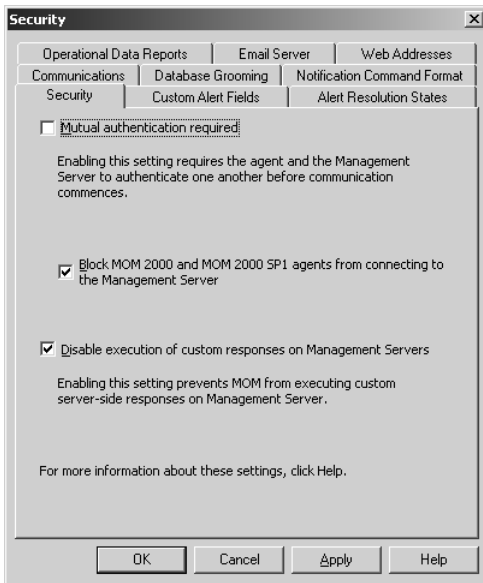 Security
Operational Data Reports
Email Server
Web Addresses
Communications
Database Grooming
Notification Command Format
Security
Custom Alert Fields
Alert Resolution States
Mutual authentication required
Enabling this setting requires the agent and the Management
Server to authenticate one another before communication
commences.
Block MOM 2000 and MOM 2000 SP1 agents from connecting to
the Management Server
Disable execution of custom responses on Management Servers
Enabling this setting prevents MOM from executing custom
server-side responses on Management Server.
For more information about these settings, click Help.
OK
Cancel
Apply
Help